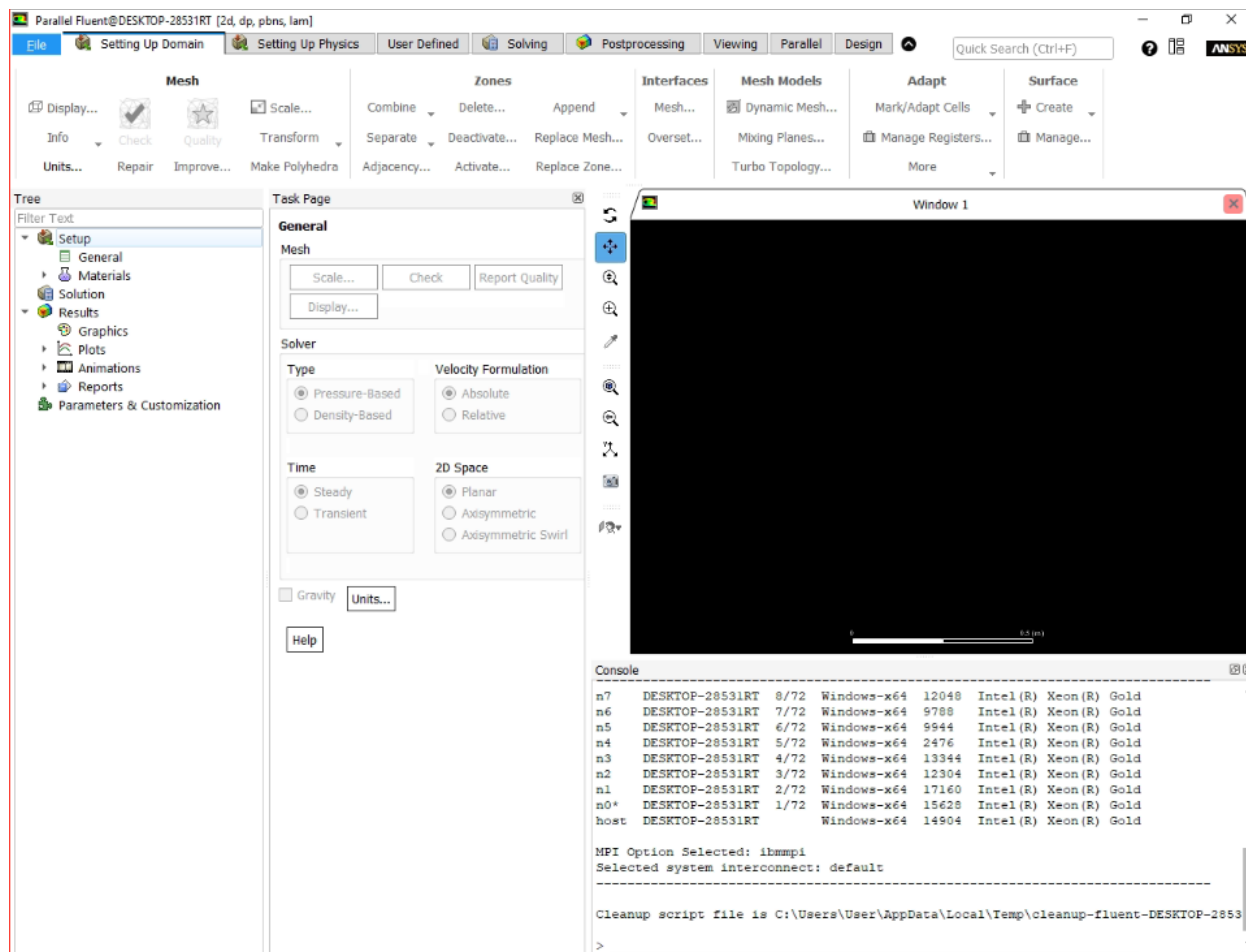 Parallel Fluent@DESKTOP-28531RT [2d, dp, pbns, lam]
File Setting Up Domain Setting Up Physics User Defined Solving Postprocessing Viewing Parallel Design Quick Search (Ctrl+F) ANSYS
Mesh Zones Interfaces Mesh Models Adapt Surface
Display... Scale... Combine Delete... Append Mesh... Dynamic Mesh... Mark/Adapt Cells Create
Info Check Quality Transform Separate Deactivate... Replace Mesh... Overset... Mixing Planes... Manage Registers... Manage...
Units... Repair Improve... Make Polyhedra Adjacency... Activate... Replace Zone... Turbo Topology... More
Tree
Filter Text
Setup
General
Materials
Solution
Results
Graphics
Plots
Animations
Reports
Parameters & Customization
Task Page
General
Mesh
Scale... Check Report Quality
Display...
Solver
Type Velocity Formulation
Pressure-Based Absolute
Density-Based Relative
Time 2D Space
Steady Planar
Transient Axisymmetric
Axisymmetric Swirl
Gravity Units...
Help
Window 1
0 0.5 (m)
Console
n7 DESKTOP-28531RT 8/72 Windows-x64 12048 Intel(R) Xeon(R) Gold
n6 DESKTOP-28531RT 7/72 Windows-x64 9788 Intel(R) Xeon(R) Gold
n5 DESKTOP-28531RT 6/72 Windows-x64 9944 Intel(R) Xeon(R) Gold
n4 DESKTOP-28531RT 5/72 Windows-x64 2476 Intel(R) Xeon(R) Gold
n3 DESKTOP-28531RT 4/72 Windows-x64 13344 Intel(R) Xeon(R) Gold
n2 DESKTOP-28531RT 3/72 Windows-x64 12304 Intel(R) Xeon(R) Gold
n1 DESKTOP-28531RT 2/72 Windows-x64 17160 Intel(R) Xeon(R) Gold
n0* DESKTOP-28531RT 1/72 Windows-x64 15628 Intel(R) Xeon(R) Gold
host DESKTOP-28531RT Windows-x64 14904 Intel(R) Xeon(R) Gold
MPI Option Selected: ibmmpi
Selected system interconnect: default
Cleanup script file is C:\Users\User\AppData\Local\Temp\cleanup-fluent-DESKTOP-2853
>